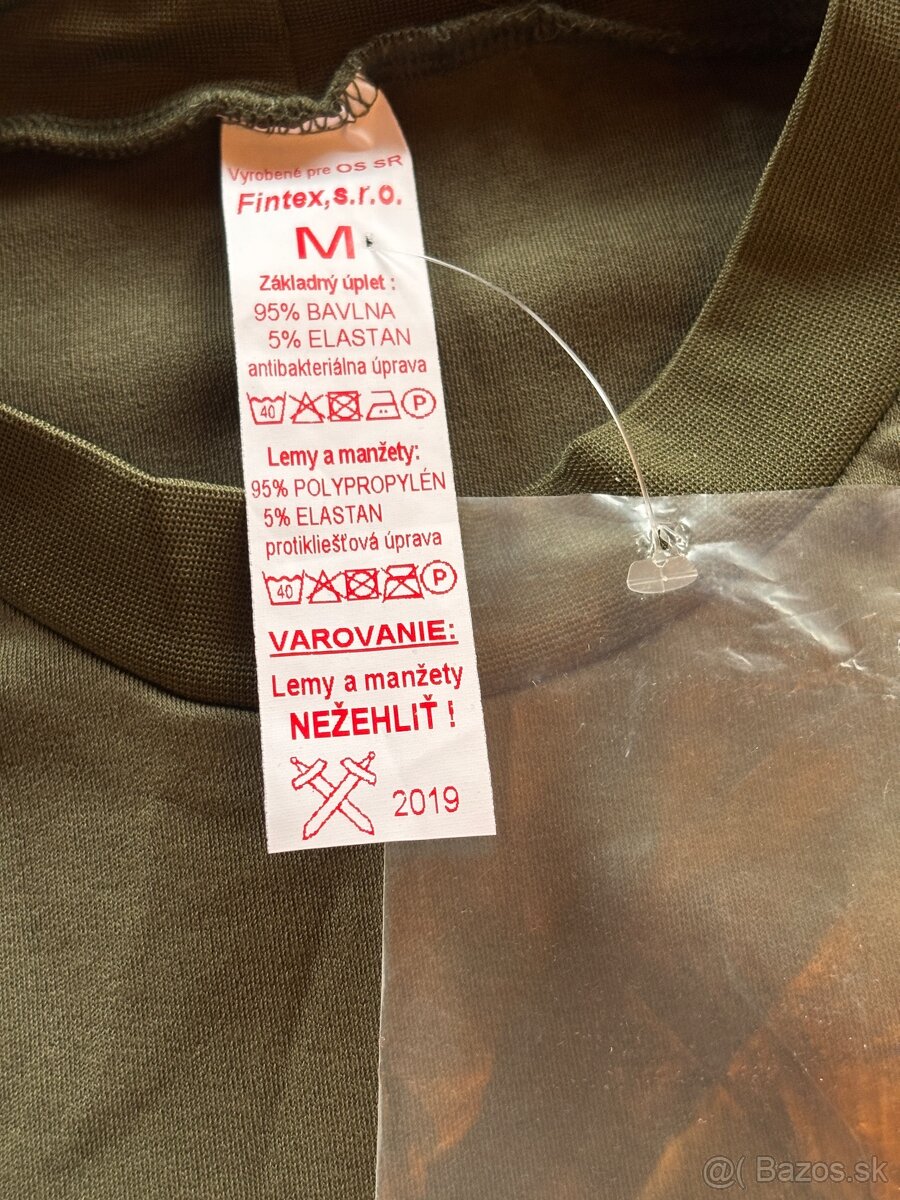 Vyrobené pre OS SR
Fintex,s.r.o.
M
Základný úplet :
95% BAVLNA
5% ELASTAN
antibakteriálna úprava
40 P
Lemy a manžety:
95% POLYPROPYLÉN
5% ELASTAN
protikliešťová úprava
40 P
VAROVANIE:
Lemy a manžety
NEŽEHLIŤ !
2019
@( Bazos.sk